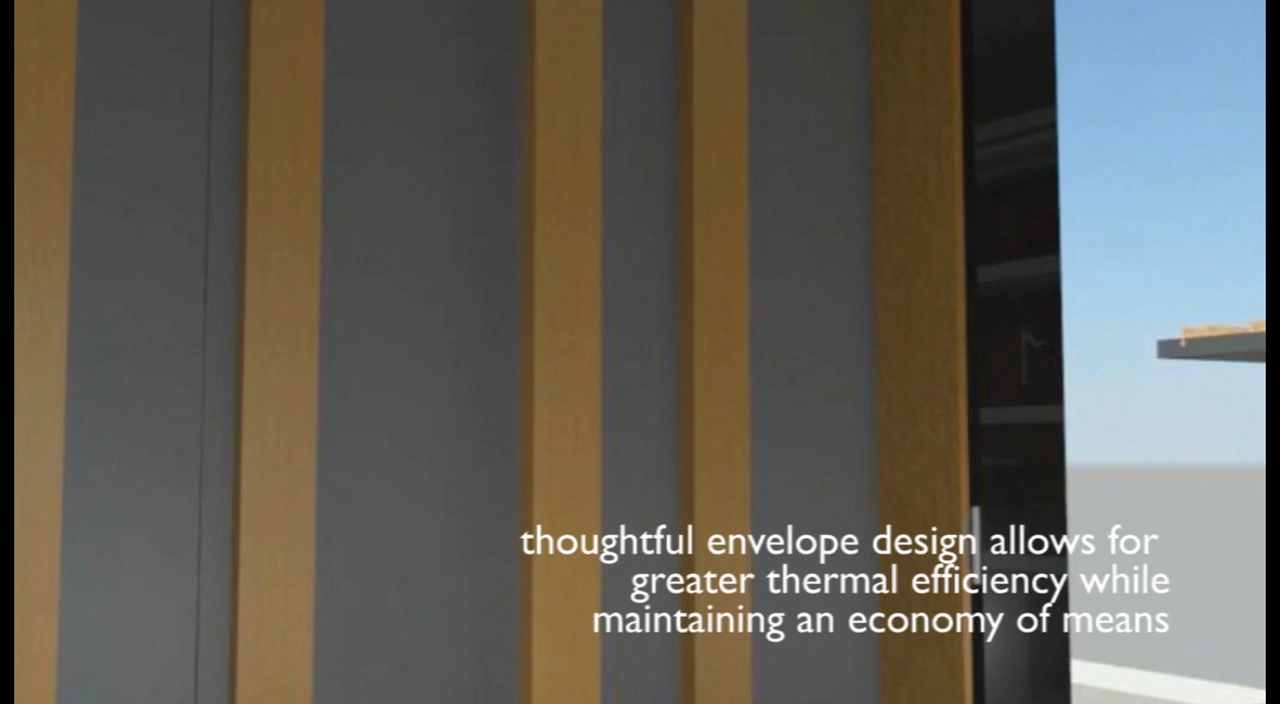 thoughtful envelope design allows for
greater thermal efficiency while
maintaining an economy of means